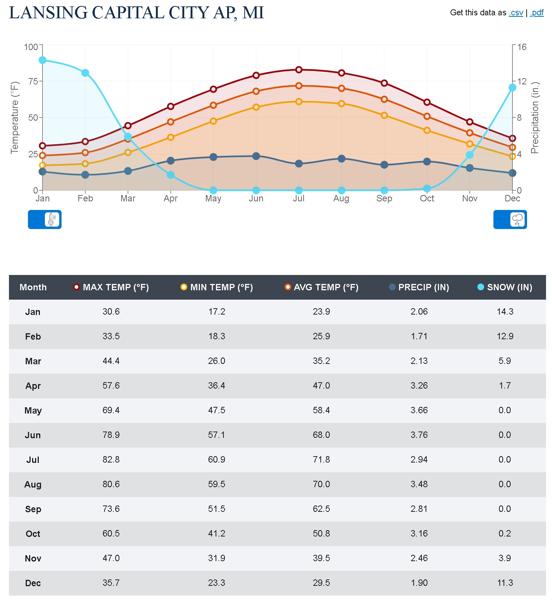 LANSING CAPITAL CITY AP, MI
Get this data as .csv | .pdf
100
75
50
25
0
Temperature (°F)
16
12
8
4
0
Precipitation (in.)
Jan Feb Mar Apr May Jun Jul Aug Sep Oct Nov Dec
Month MAX TEMP (°F) MIN TEMP (°F) AVG TEMP (°F) PRECIP (IN) SNOW (IN)
Jan 30.6 17.2 23.9 2.06 14.3
Feb 33.5 18.3 25.9 1.71 12.9
Mar 44.4 26.0 35.2 2.13 5.9
Apr 57.6 36.4 47.0 3.26 1.7
May 69.4 47.5 58.4 3.66 0.0
Jun 78.9 57.1 68.0 3.76 0.0
Jul 82.8 60.9 71.8 2.94 0.0
Aug 80.6 59.5 70.0 3.48 0.0
Sep 73.6 51.5 62.5 2.81 0.0
Oct 60.5 41.2 50.8 3.16 0.2
Nov 47.0 31.9 39.5 2.46 3.9
Dec 35.7 23.3 29.5 1.90 11.3